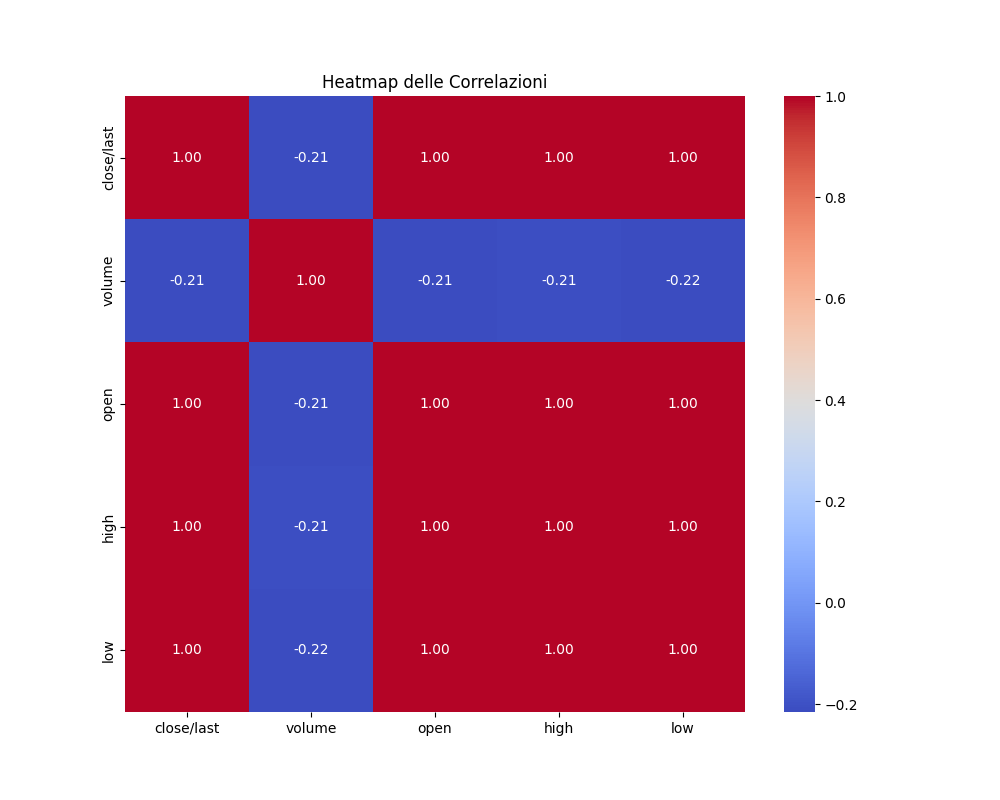 Heatmap delle Correlazioni
close/last 1.00 -0.21 1.00 1.00 1.00
volume -0.21 1.00 -0.21 -0.21 -0.22
open 1.00 -0.21 1.00 1.00 1.00
high 1.00 -0.21 1.00 1.00 1.00
low 1.00 -0.22 1.00 1.00 1.00
close/last volume open high low
1.0
0.8
0.6
0.4
0.2
0.0
−0.2